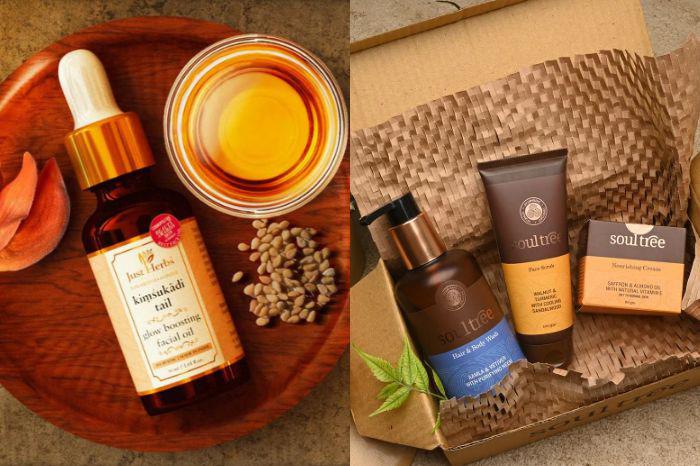 Just Herbs
kimsukādi
tail
glow boosting
facial oil
soultree
Hair & Body Wash
AMLA & VETIVER
soultree
Face Scrub
WALNUT &
TURMERIC
WITH COOLING
SANDALWOOD
soultree
Nourishing Cream
SAFFRON & ALMOND OIL
WITH NATURAL VITAMIN E
soultree